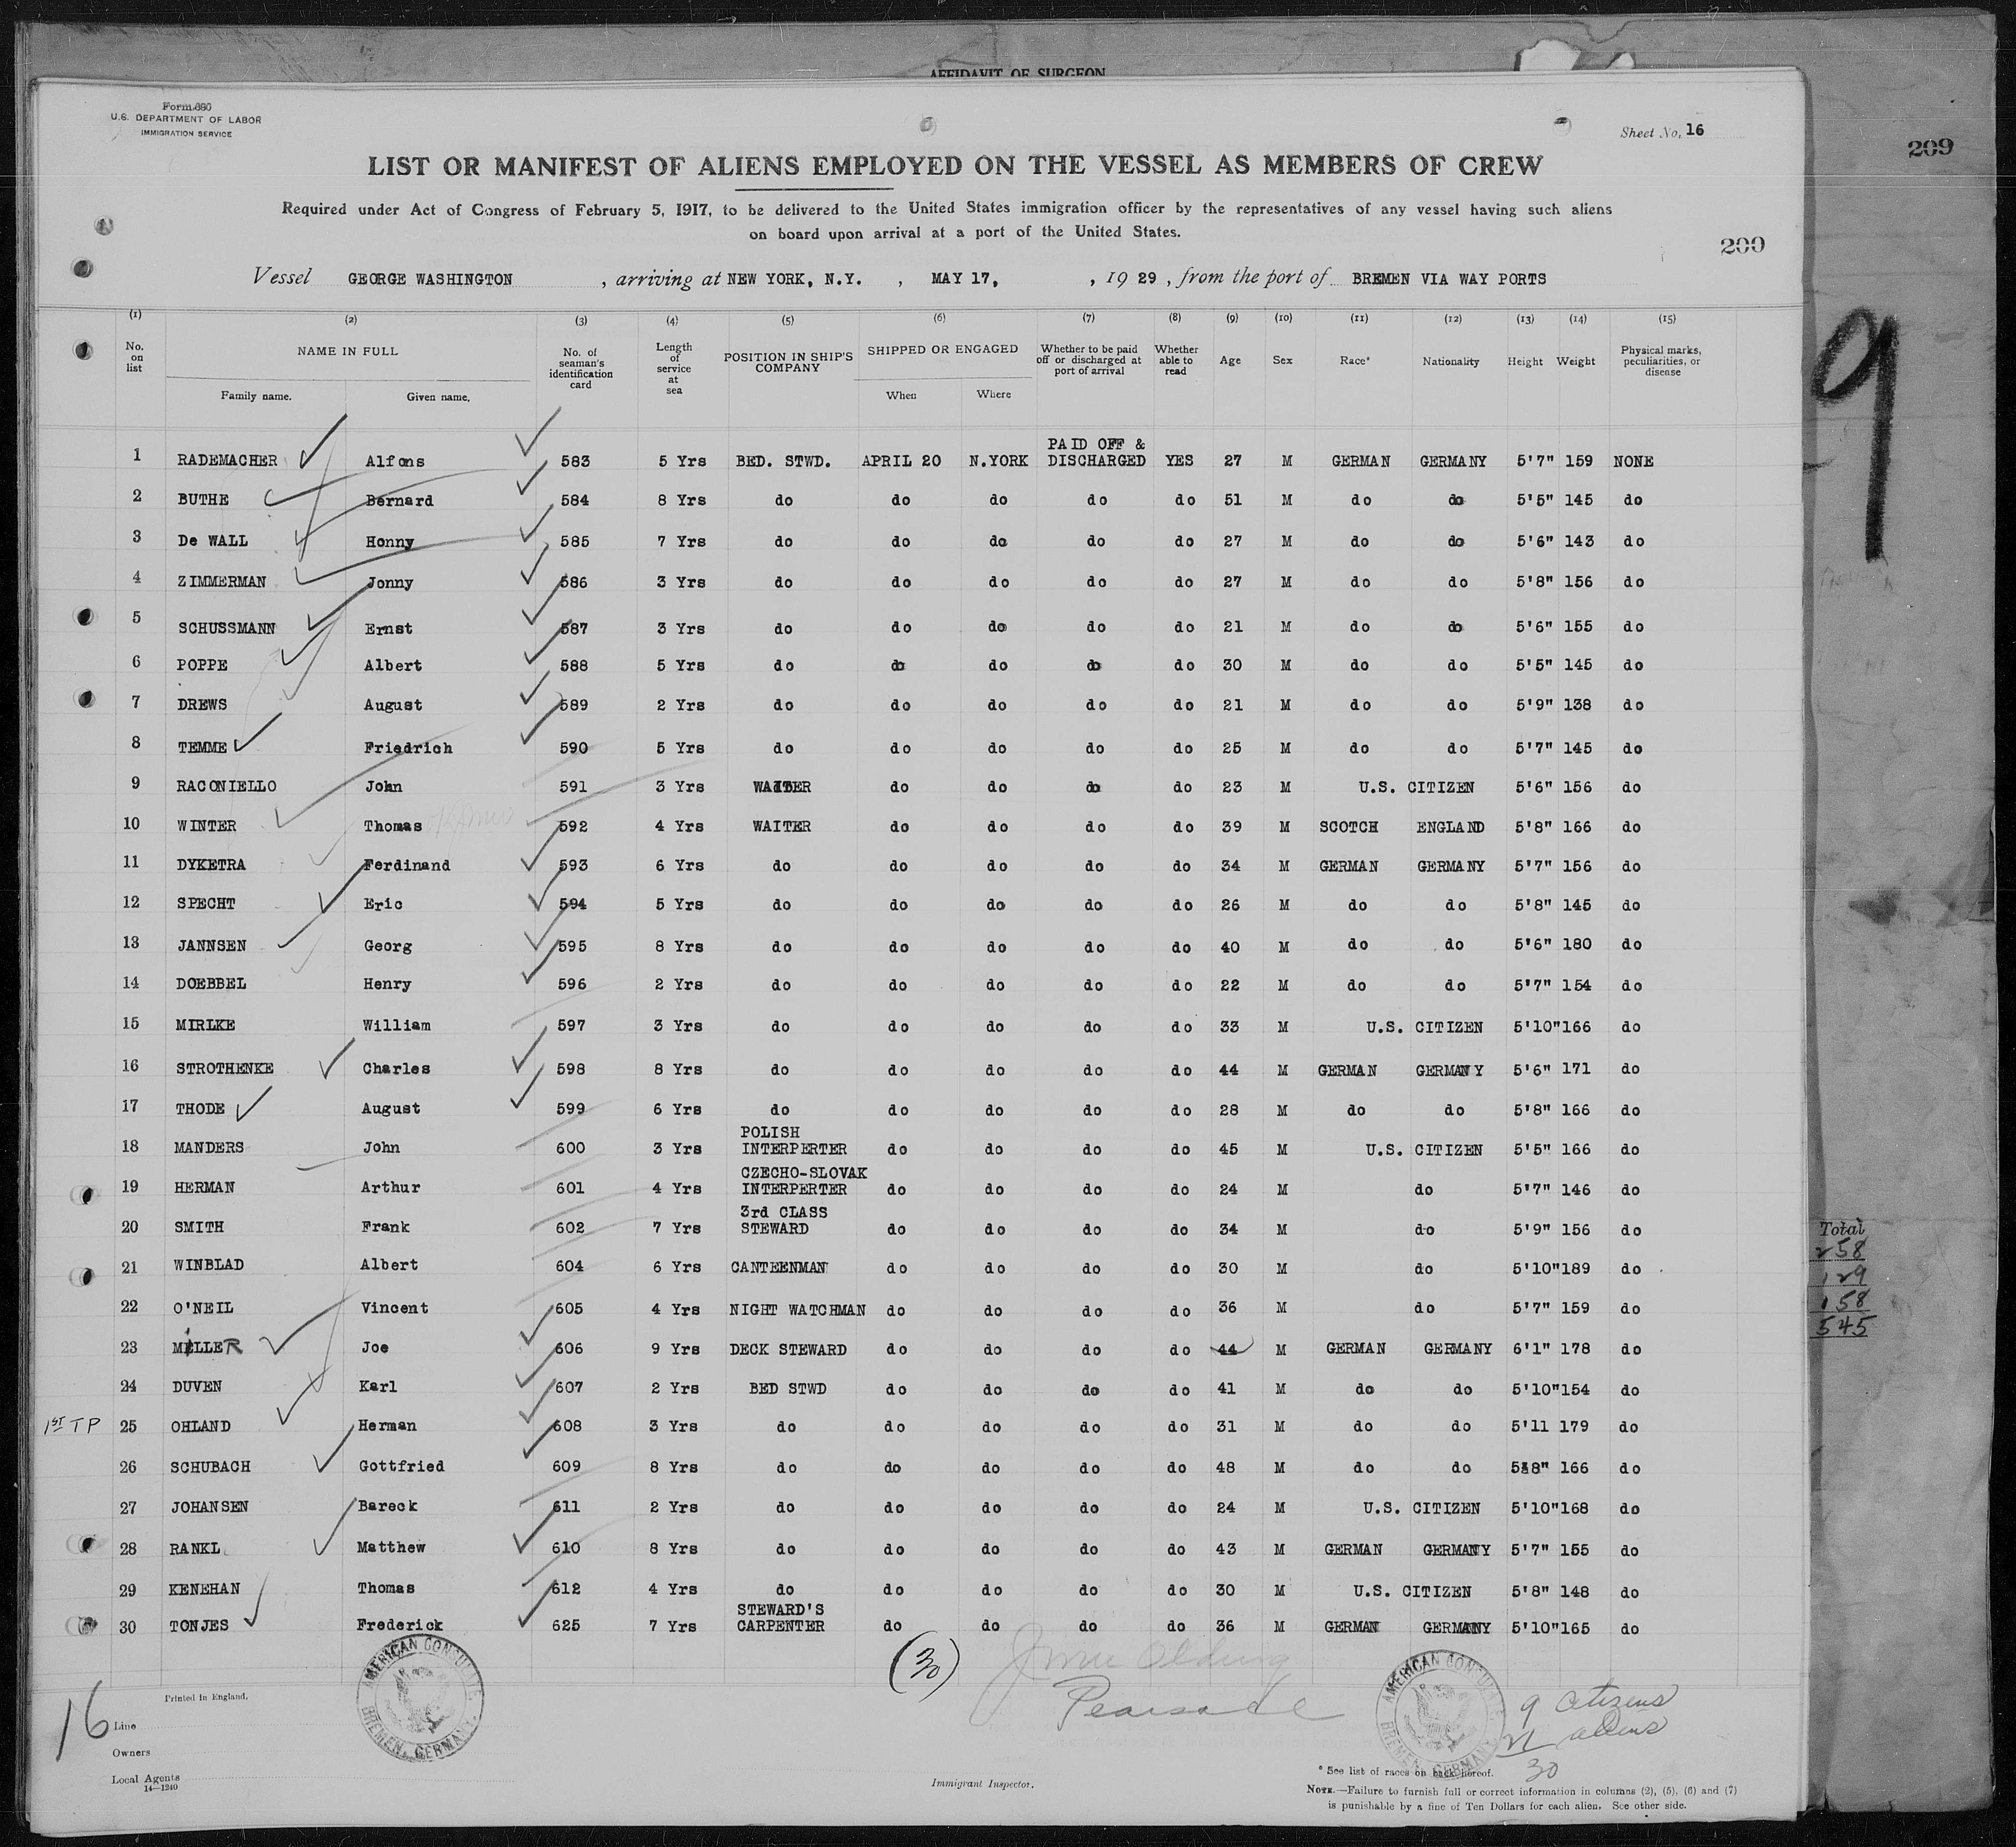 AFFIDAVIT OF SURGEON
Form 680
U.S. DEPARTMENT OF LABOR
IMMIGRATION SERVICE
Sheet No. 16
209
LIST OR MANIFEST OF ALIENS EMPLOYED ON THE VESSEL AS MEMBERS OF CREW
Required under Act of Congress of February 5, 1917, to be delivered to the United States immigration officer by the representatives of any vessel having such aliens
on board upon arrival at a port of the United States.
200
Vessel GEORGE WASHINGTON , arriving at NEW YORK, N.Y. , MAY 17, , 19 29 , from the port of BREMEN VIA WAY PORTS
9
(1) (2) (3) (4) (5) (6) (7) (8) (9) (10) (11) (12) (13) (14) (15)
No. on list NAME IN FULL Family name. Given name. No. of seaman's identification card Length of service at sea POSITION IN SHIP'S COMPANY SHIPPED OR ENGAGED When Where Whether to be paid off or discharged at port of arrival Whether able to read Age Sex Race* Nationality Height Weight Physical marks, peculiarities, or disease
1 RADEMACHER Alfons 583 5 Yrs BED. STWD. APRIL 20 N.YORK PAID OFF & DISCHARGED YES 27 M GERMAN GERMANY 5'7" 159 NONE
2 BUTHE Bernard 584 8 Yrs do do do do do 51 M do do 5'5" 145 do
3 De WALL Honny 585 7 Yrs do do do do do 27 M do do 5'6" 143 do
4 ZIMMERMAN Jonny 586 3 Yrs do do do do do 27 M do do 5'8" 156 do
5 SCHUSSMANN Ernst 587 3 Yrs do do do do do 21 M do do 5'6" 155 do
6 POPPE Albert 588 5 Yrs do do do do do 30 M do do 5'5" 145 do
7 DREWS August 589 2 Yrs do do do do do 21 M do do 5'9" 138 do
8 TEMME Friedrich 590 5 Yrs do do do do do 25 M do do 5'7" 145 do
9 RACONIELLO John 591 3 Yrs WAITER do do do do 23 M U.S. CITIZEN 5'6" 156 do
10 WINTER Thomas 592 4 Yrs WAITER do do do do 39 M SCOTCH ENGLAND 5'8" 166 do
11 DYKETRA Ferdinand 593 6 Yrs do do do do do 34 M GERMAN GERMANY 5'7" 156 do
12 SPECHT Eric 594 5 Yrs do do do do do 26 M do do 5'8" 145 do
13 JANNSEN Georg 595 8 Yrs do do do do do 40 M do do 5'6" 180 do
14 DOEBBEL Henry 596 2 Yrs do do do do do 22 M do do 5'7" 154 do
15 MIRLKE William 597 3 Yrs do do do do do 33 M U.S. CITIZEN 5'10" 166 do
16 STROTHENKE Charles 598 8 Yrs do do do do do 44 M GERMAN GERMANY 5'6" 171 do
17 THODE August 599 6 Yrs do do do do do 28 M do do 5'8" 166 do
18 MANDERS John 600 3 Yrs POLISH INTERPERTER do do do do 45 M U.S. CITIZEN 5'5" 166 do
19 HERMAN Arthur 601 4 Yrs CZECHO-SLOVAK INTERPERTER do do do do 24 M do 5'7" 146 do
20 SMITH Frank 602 7 Yrs 3rd CLASS STEWARD do do do do 34 M do 5'9" 156 do
21 WINBLAD Albert 604 6 Yrs CANTEENMAN do do do do 30 M do 5'10" 189 do
22 O'NEIL Vincent 605 4 Yrs NIGHT WATCHMAN do do do do 36 M do 5'7" 159 do
23 MILLER Joe 606 9 Yrs DECK STEWARD do do do do 44 M GERMAN GERMANY 6'1" 178 do
24 DUVEN Karl 607 2 Yrs BED STWD do do do do 41 M do do 5'10" 154 do
1ST TP 25 OHLAND Herman 608 3 Yrs do do do do do 31 M do do 5'11 179 do
26 SCHUBACH Gottfried 609 8 Yrs do do do do do 48 M do do 5'8" 166 do
27 JOHANSEN Bareck 611 2 Yrs do do do do do 24 M U.S. CITIZEN 5'10" 168 do
28 RANKL Matthew 610 8 Yrs do do do do do 43 M GERMAN GERMANY 5'7" 155 do
29 KENEHAN Thomas 612 4 Yrs do do do do do 30 M U.S. CITIZEN 5'8" 148 do
30 TONJES Frederick 625 7 Yrs STEWARD'S CARPENTER do do do do 36 M GERMAN GERMANY 5'10" 165 do
Total
258
129
158
545
(30)
AMERICAN CONSULATE
BREMEN, GERMANY.
AMERICAN CONSULATE
BREMEN, GERMANY.
9 citizens
21 aliens
30
16
Printed in England.
Line
Owners
Local Agents
14—1240
Immigrant Inspector.
* See list of races on back hereof.
NOTE.—Failure to furnish full or correct information in columns (2), (5), (6) and (7)
is punishable by a fine of Ten Dollars for each alien. See other side.